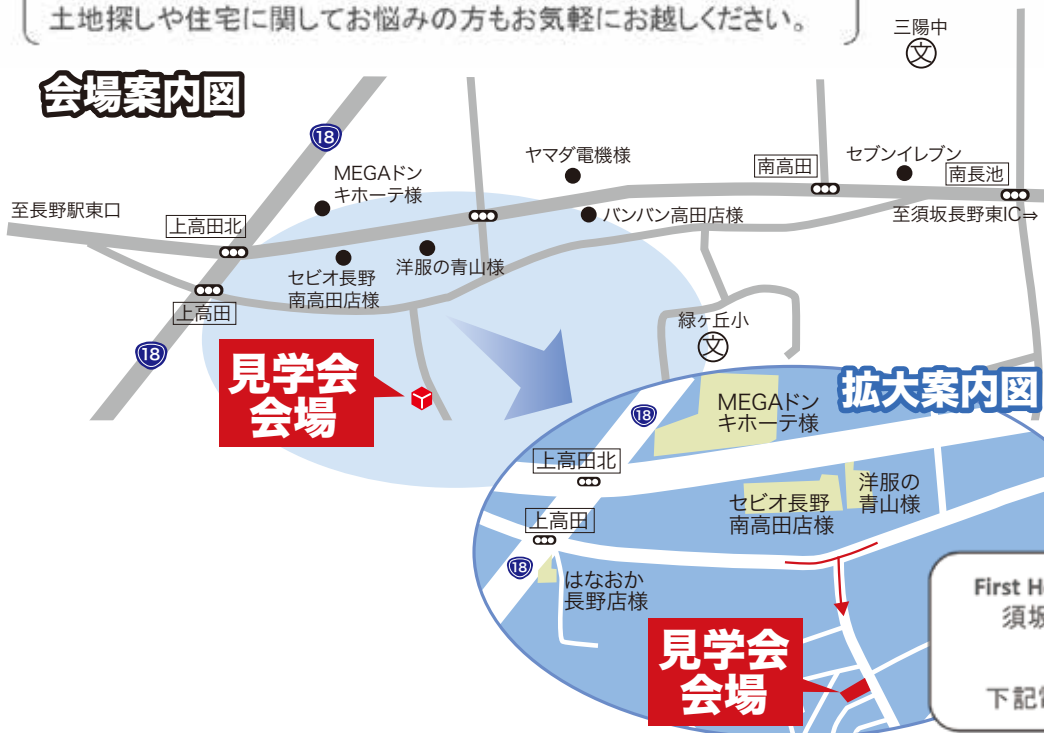 土地探しや住宅に関してお悩みの方もお気軽にお越しください。
三陽中
文
会場案内図
18
MEGAドン
キホーテ様
ヤマダ電機様
南高田
セブンイレブン
南長池
至長野駅東口
上高田北
バンバン高田店様
至須坂長野東IC⇒
セビオ長野
南高田店様
洋服の青山様
上高田
18
緑ヶ丘小
文
見学会
会場
拡大案内図
MEGAドン
キホーテ様
18
上高田北
セビオ長野
南高田店様
洋服の
青山様
上高田
18
はなおか
長野店様
見学会
会場
First H
須坂
下記